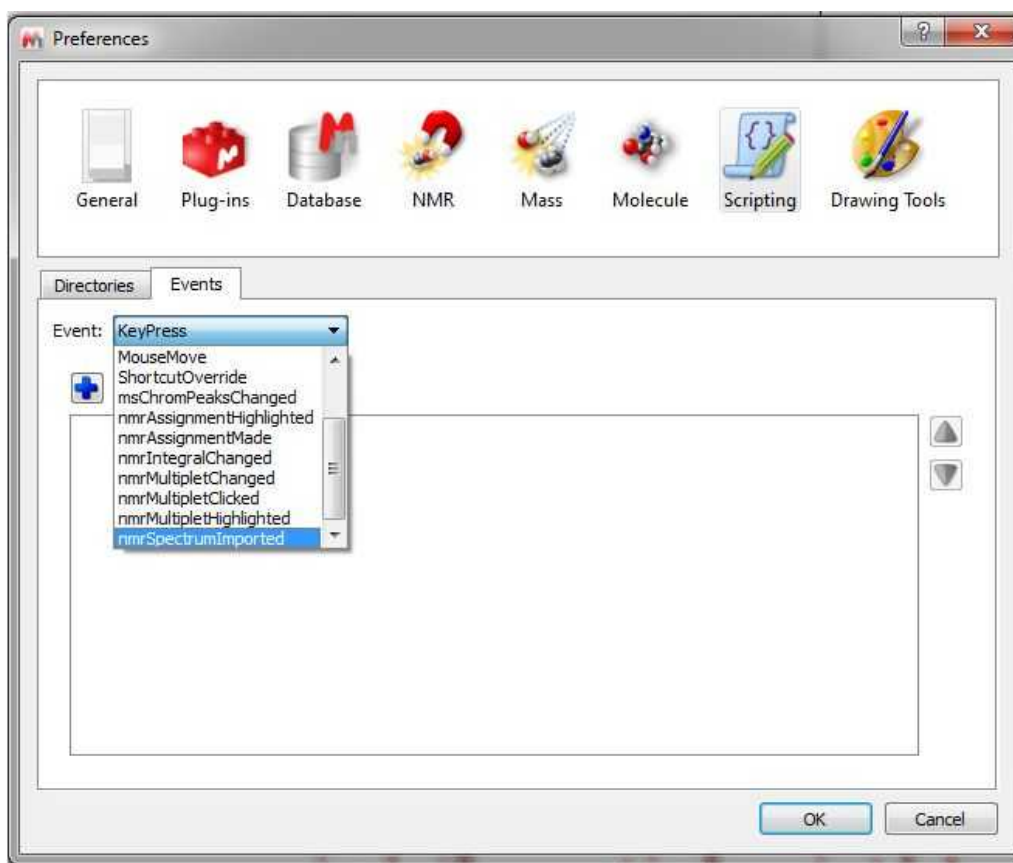 Preferences
General Plug-ins Database NMR Mass Molecule Scripting Drawing Tools
Directories Events
Event: KeyPress
MouseMove
ShortcutOverride
msChromPeaksChanged
nmrAssignmentHighlighted
nmrAssignmentMade
nmrIntegralChanged
nmrMultipletChanged
nmrMultipletClicked
nmrMultipletHighlighted
nmrSpectrumImported
OK Cancel